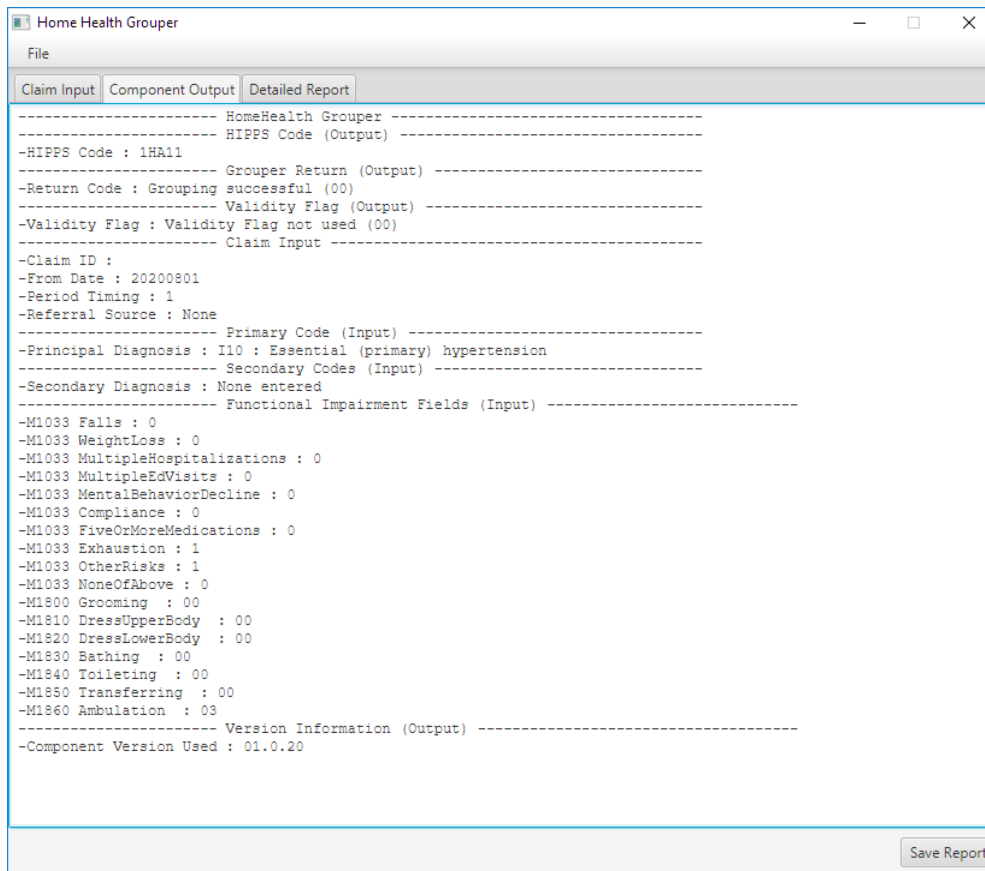 Home Health Grouper
File
Claim Input Component Output Detailed Report
----------------------- HomeHealth Grouper ------------------------------------
----------------------- HIPPS Code (Output) -----------------------------------
-HIPPS Code : 1HA11
----------------------- Grouper Return (Output) -------------------------------
-Return Code : Grouping successful (00)
----------------------- Validity Flag (Output) --------------------------------
-Validity Flag : Validity Flag not used (00)
----------------------- Claim Input -------------------------------------------
-Claim ID :
-From Date : 20200801
-Period Timing : 1
-Referral Source : None
----------------------- Primary Code (Input) ----------------------------------
-Principal Diagnosis : I10 : Essential (primary) hypertension
----------------------- Secondary Codes (Input) -------------------------------
-Secondary Diagnosis : None entered
----------------------- Functional Impairment Fields (Input) -----------------------------
-M1033 Falls : 0
-M1033 WeightLoss : 0
-M1033 MultipleHospitalizations : 0
-M1033 MultipleEdVisits : 0
-M1033 MentalBehaviorDecline : 0
-M1033 Compliance : 0
-M1033 FiveOrMoreMedications : 0
-M1033 Exhaustion : 1
-M1033 OtherRisks : 1
-M1033 NoneOfAbove : 0
-M1800 Grooming  : 00
-M1810 DressUpperBody  : 00
-M1820 DressLowerBody  : 00
-M1830 Bathing  : 00
-M1840 Toileting  : 00
-M1850 Transferring  : 00
-M1860 Ambulation  : 03
----------------------- Version Information (Output) -------------------------------------
-Component Version Used : 01.0.20
Save Report